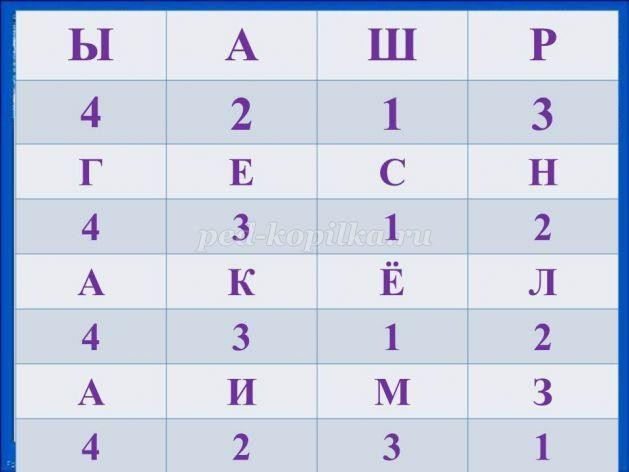 Ы А Ш Р
4 2 1 3
Г Е С Н
4 3 1 2
ped-kopilka.ru
А К Ё Л
4 3 1 2
А И М З
4 2 3 1